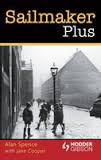 Sailmaker
Plus
Alan Spence
with Jane Cooper
HODDER
GIBSON